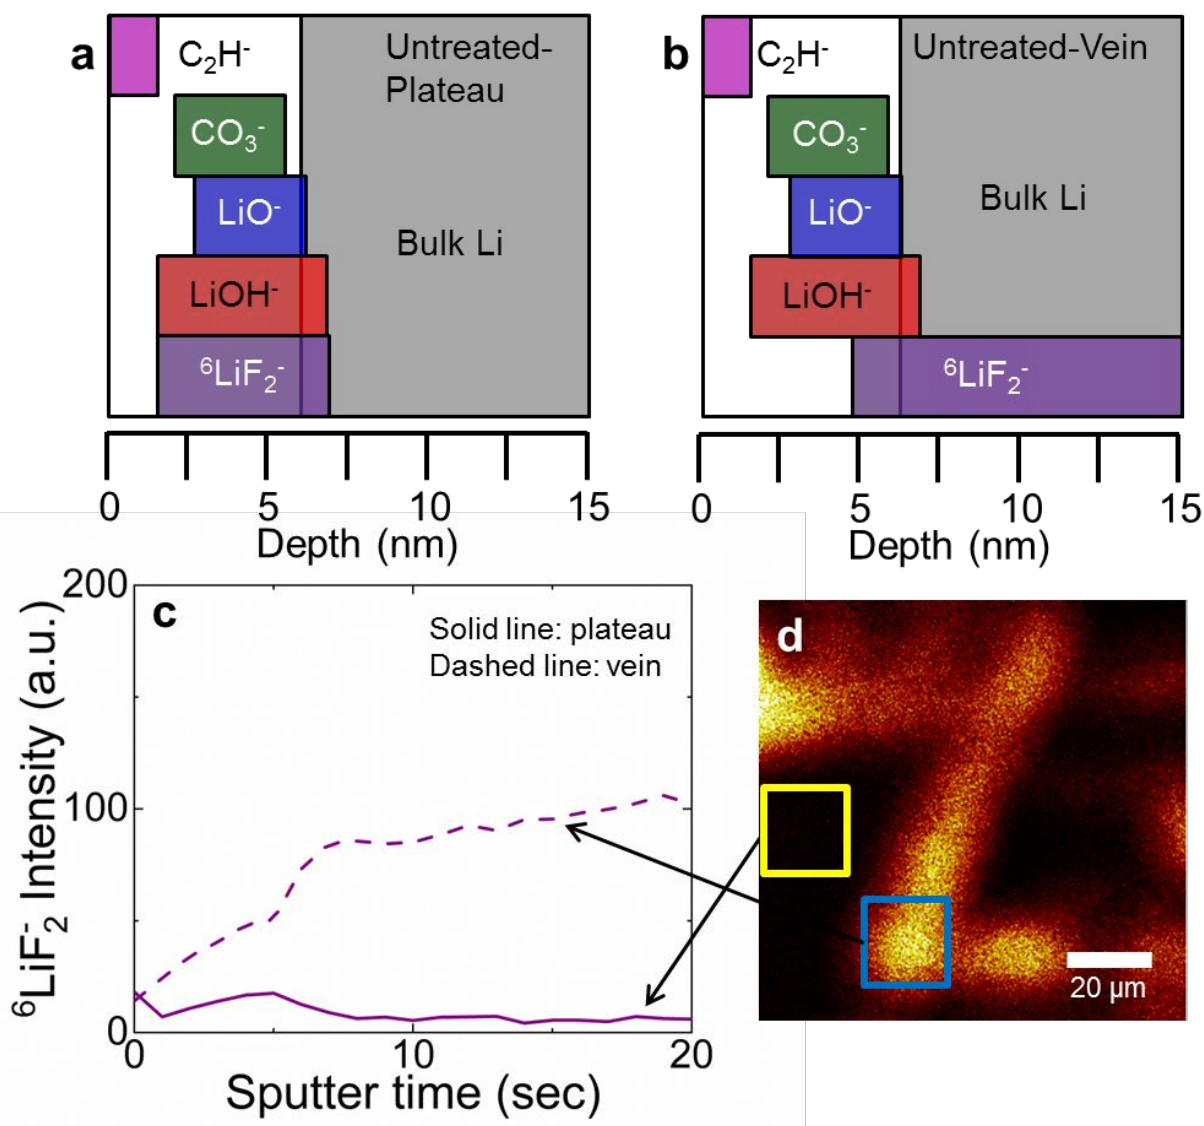 a
C₂H⁻
Untreated-
Plateau
CO₃⁻
LiO⁻
Bulk Li
LiOH⁻
⁶LiF₂⁻
0 5 10 15
Depth (nm)
b
C₂H⁻
Untreated-Vein
CO₃⁻
LiO⁻
Bulk Li
LiOH⁻
⁶LiF₂⁻
0 5 10 15
Depth (nm)
c
Solid line: plateau
Dashed line: vein
200
100
0
⁶LiF₂⁻ Intensity (a.u.)
0 10 20
Sputter time (sec)
d
20 µm